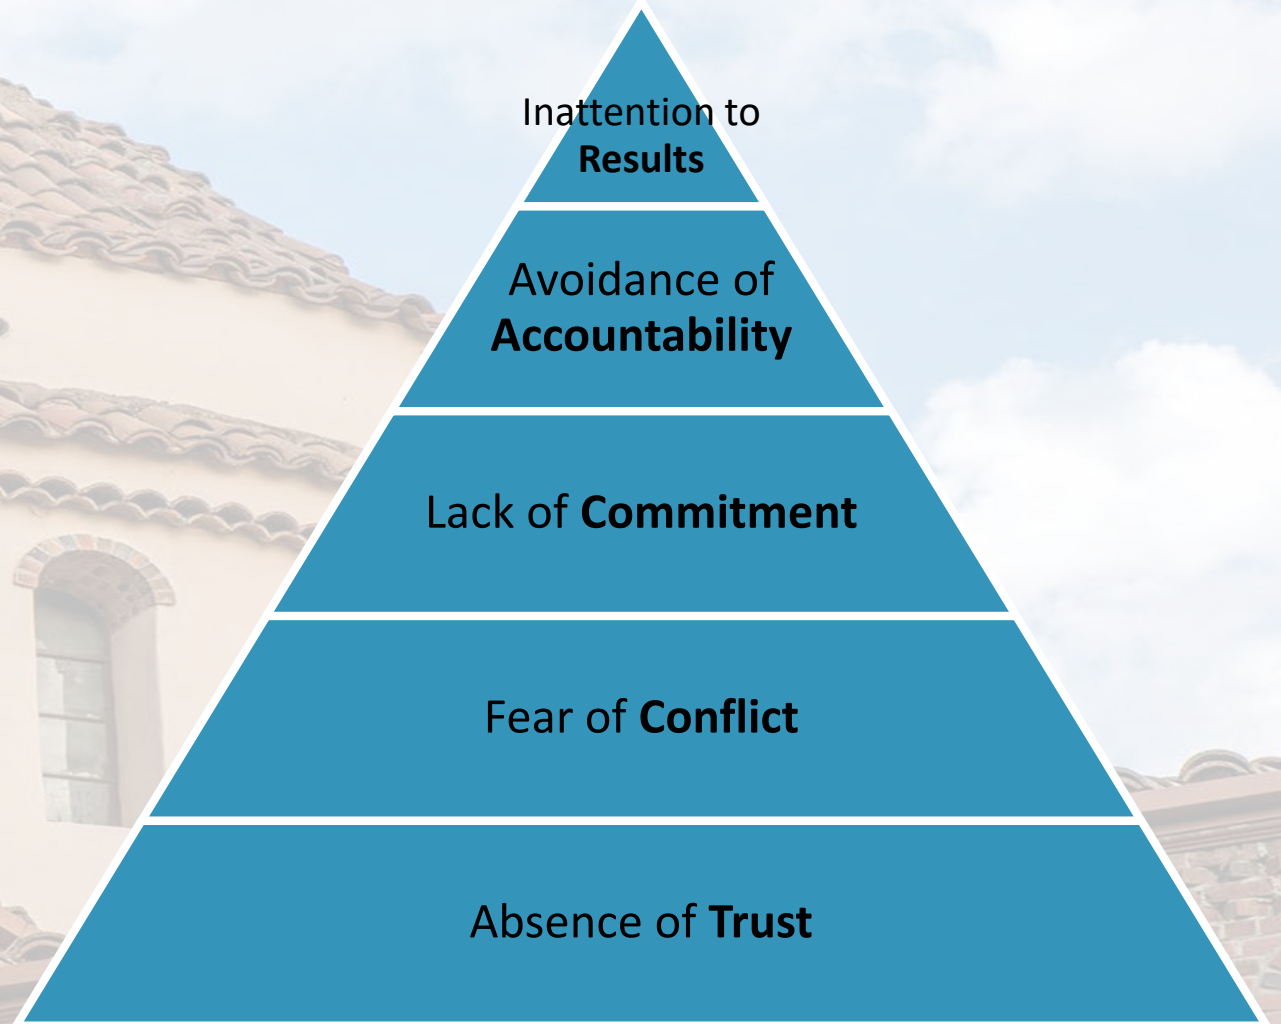 Inattention to
Results
Avoidance of
Accountability
Lack of Commitment
Fear of Conflict
Absence of Trust